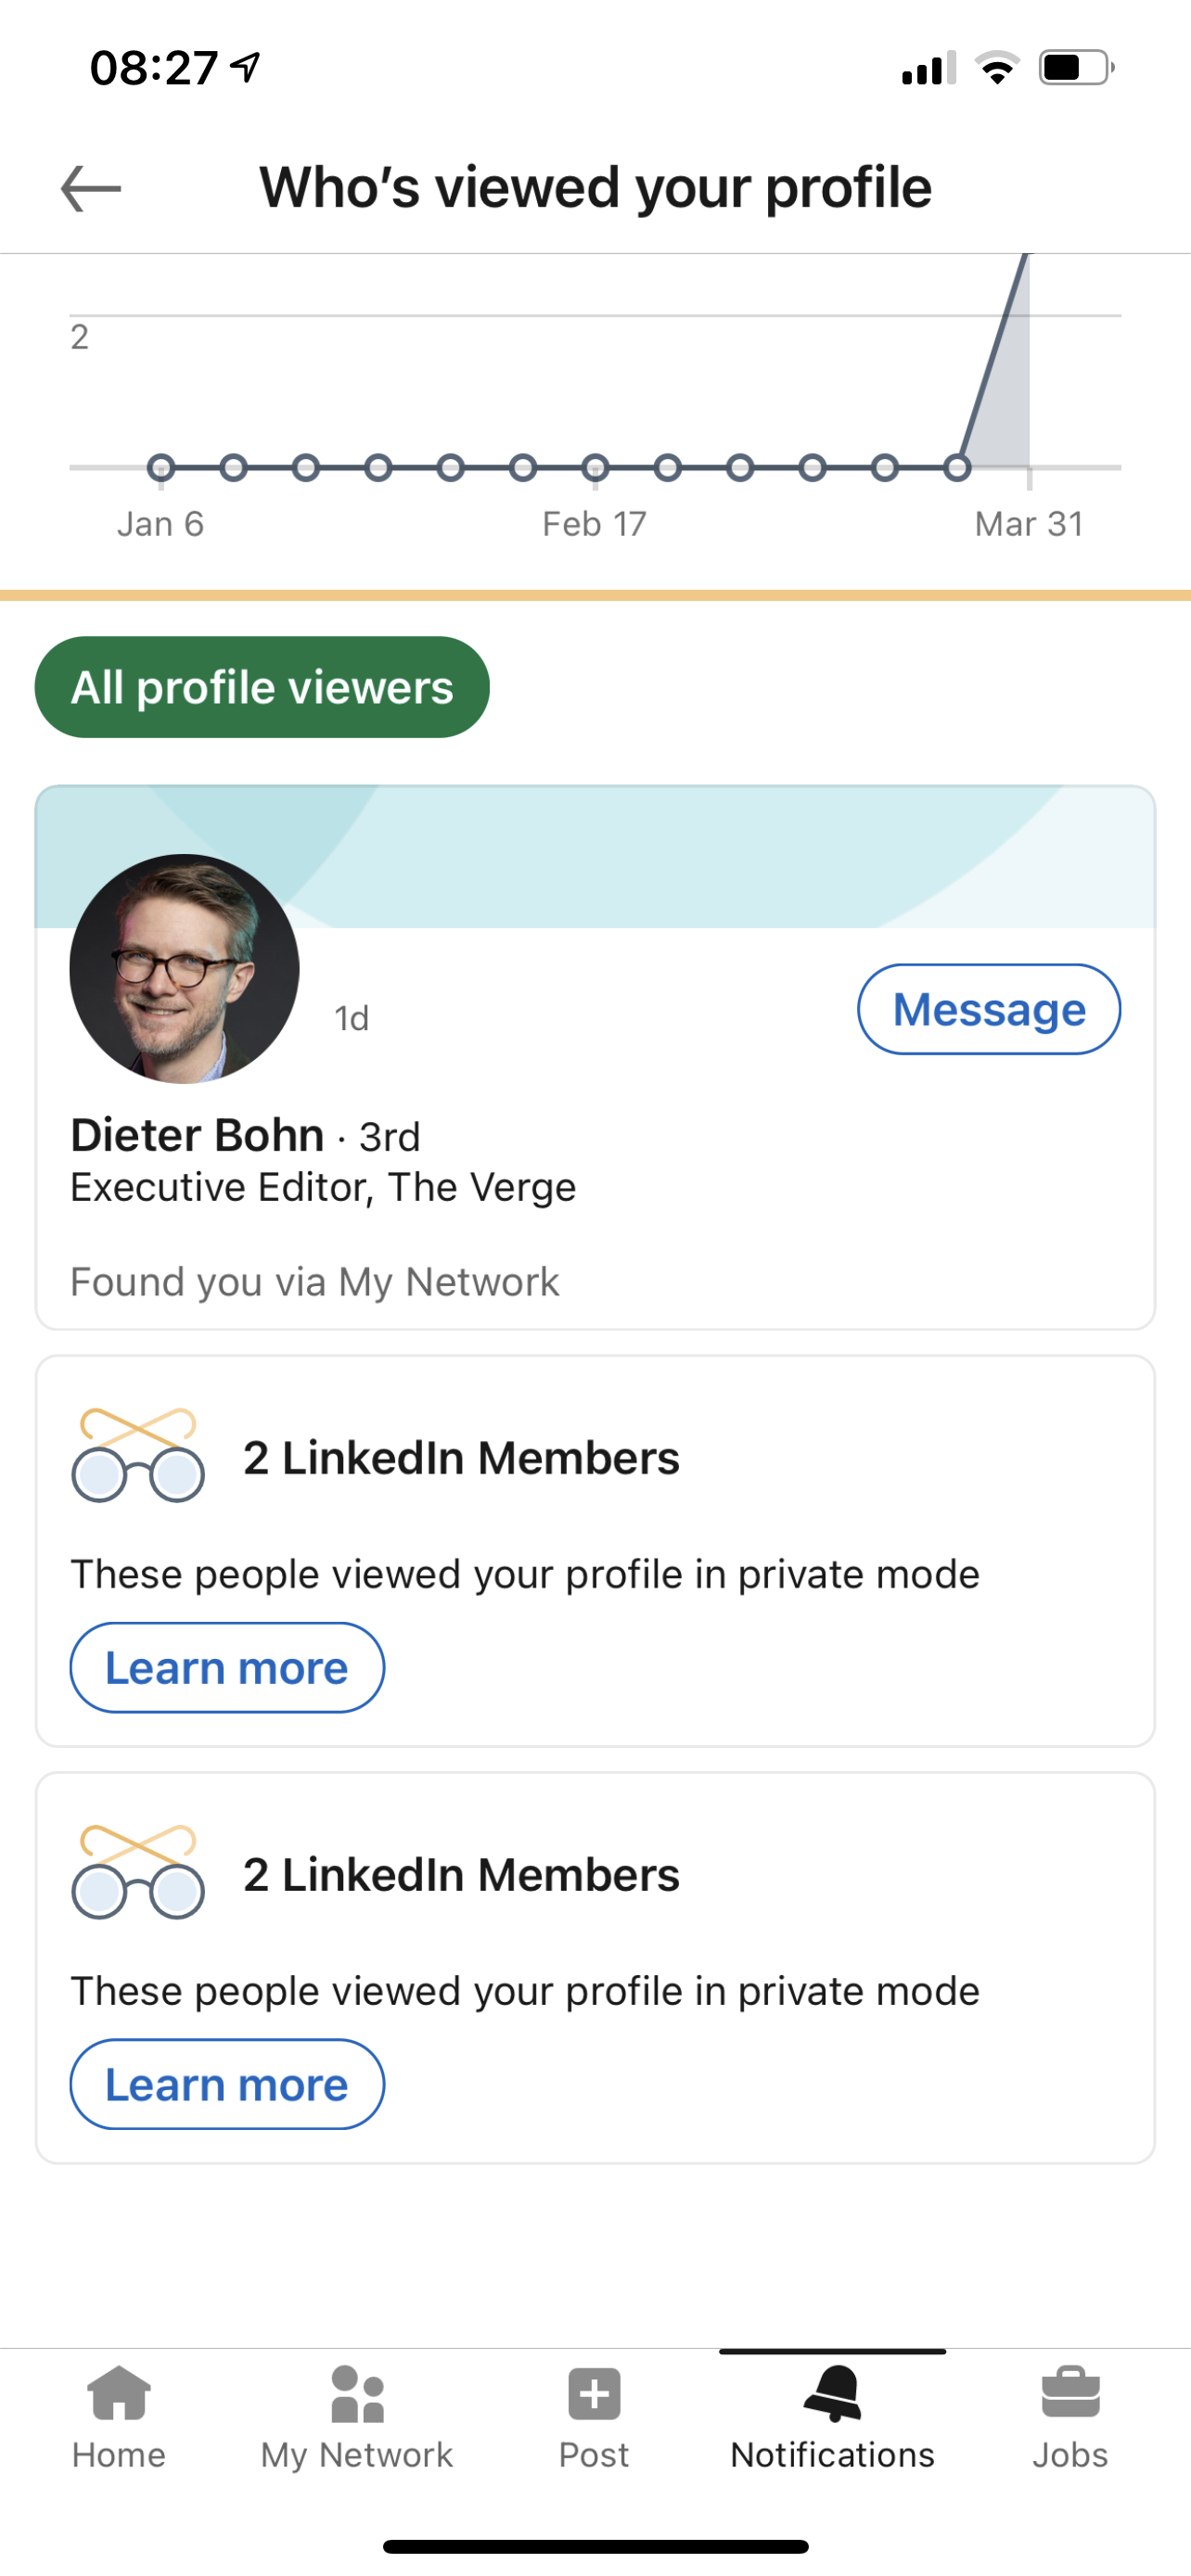 08:27
Who’s viewed your profile
2
Jan 6 Feb 17 Mar 31
All profile viewers
1d
Message
Dieter Bohn · 3rd
Executive Editor, The Verge
Found you via My Network
2 LinkedIn Members
These people viewed your profile in private mode
Learn more
2 LinkedIn Members
These people viewed your profile in private mode
Learn more
Home My Network Post Notifications Jobs